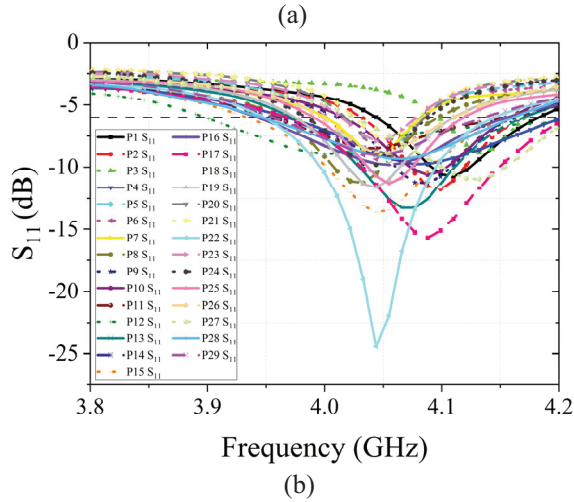 (a)
0
-5
-10
-15
-20
-25
S11 (dB)
P1 S11 P16 S11
P2 S11 P17 S11
P3 S11 P18 S11
P4 S11 P19 S11
P5 S11 P20 S11
P6 S11 P21 S11
P7 S11 P22 S11
P8 S11 P23 S11
P9 S11 P24 S11
P10 S11 P25 S11
P11 S11 P26 S11
P12 S11 P27 S11
P13 S11 P28 S11
P14 S11 P29 S11
P15 S11
3.8 3.9 4.0 4.1 4.2
Frequency (GHz)
(b)